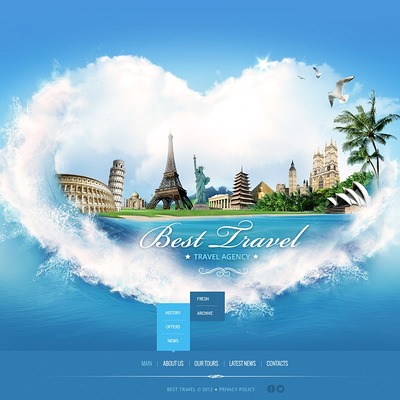 Best Travel
★ TRAVEL AGENCY ★
FRESH
HISTORY
ARCHIVE
OFFERS
NEWS
MAIN | ABOUT US | OUR TOURS | LATEST NEWS | CONTACTS
BEST TRAVEL © 2012 • PRIVACY POLICY